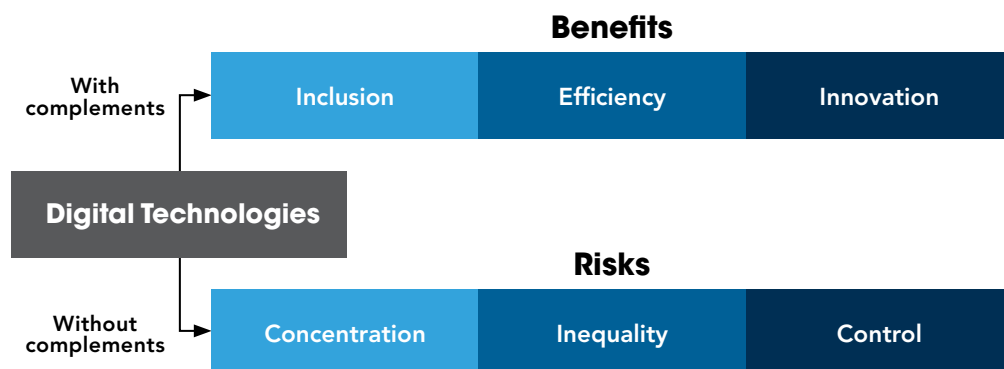 Benefits
With
complements
Inclusion
Efficiency
Innovation
Digital Technologies
Risks
Without
complements
Concentration
Inequality
Control